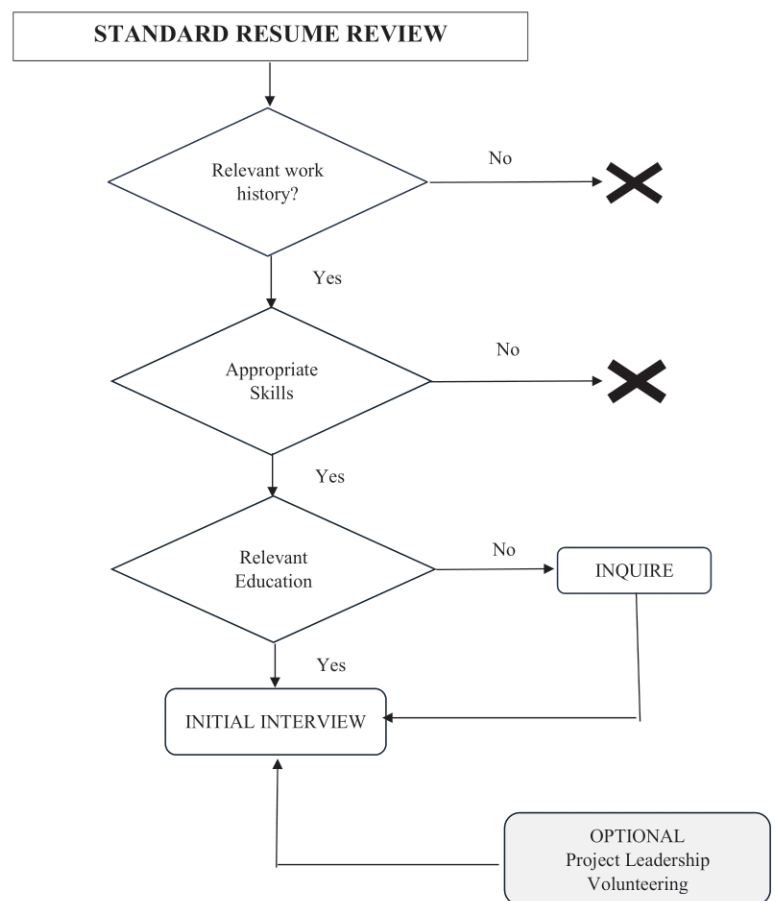 STANDARD RESUME REVIEW
Relevant work
history?
No
Yes
Appropriate
Skills
No
Yes
Relevant
Education
No
INQUIRE
Yes
INITIAL INTERVIEW
OPTIONAL
Project Leadership
Volunteering